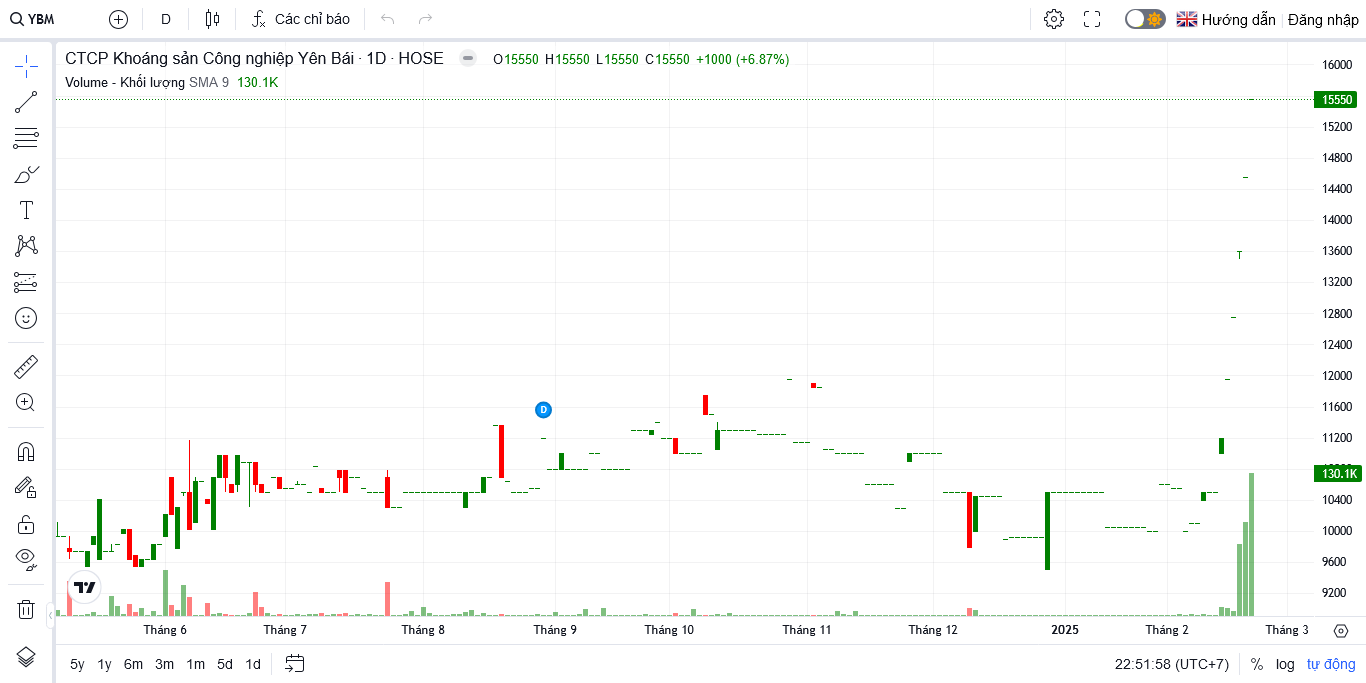 YBM D Các chỉ báo Hướng dẫn Đăng nhập
CTCP Khoáng sản Công nghiệp Yên Bái · 1D · HOSE O15550 H15550 L15550 C15550 +1000 (+6.87%)
Volume - Khối lượng SMA 9 130.1K
16000
15550
15200
14800
14400
14000
13600
13200
12800
12400
12000
11600
D
11200
130.1K
10400
10000
9600
9200
Tháng 6 Tháng 7 Tháng 8 Tháng 9 Tháng 10 Tháng 11 Tháng 12 2025 Tháng 2 Tháng 3
5y 1y 6m 3m 1m 5d 1d 22:51:58 (UTC+7) % log tự động